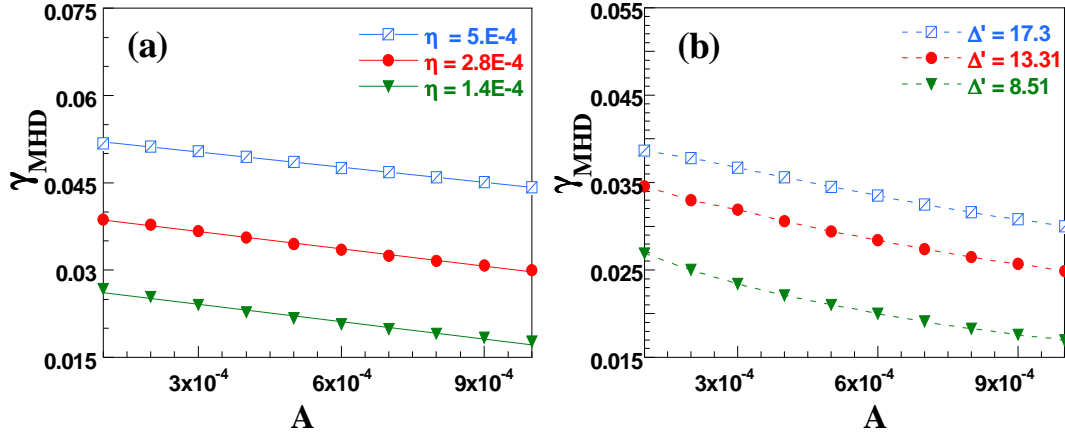 (a)
η = 5.E-4
η = 2.8E-4
η = 1.4E-4
0.075
0.06
0.045
0.03
0.015
γMHD
3x10-4
6x10-4
9x10-4
A
(b)
Δ' = 17.3
Δ' = 13.31
Δ' = 8.51
0.055
0.045
0.035
0.025
0.015
γMHD
3x10-4
6x10-4
9x10-4
A